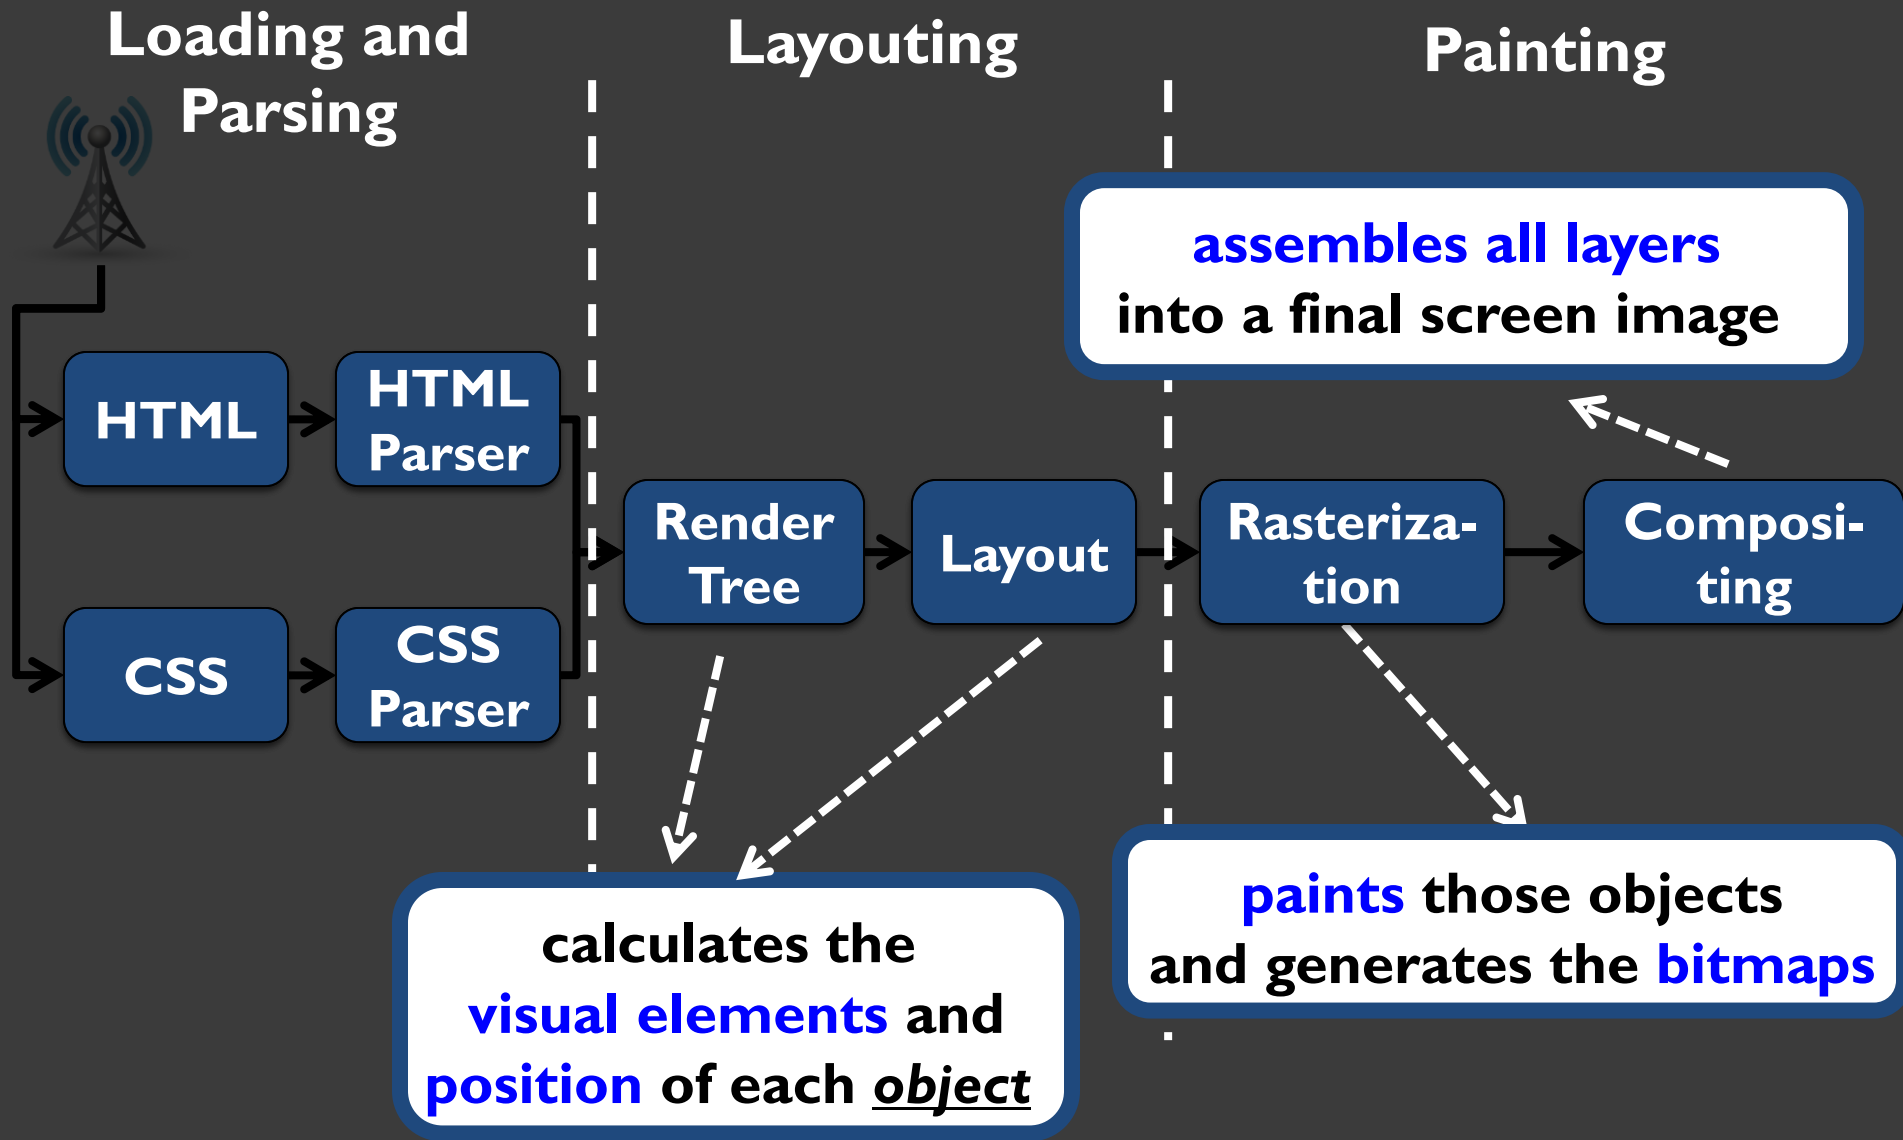 Loading and
Parsing
Layouting
Painting
assembles all layers
into a final screen image
HTML
HTML
Parser
CSS
CSS
Parser
Render
Tree
Layout
Rasteriza-
tion
Composi-
ting
calculates the
visual elements and
position of each object
paints those objects
and generates the bitmaps